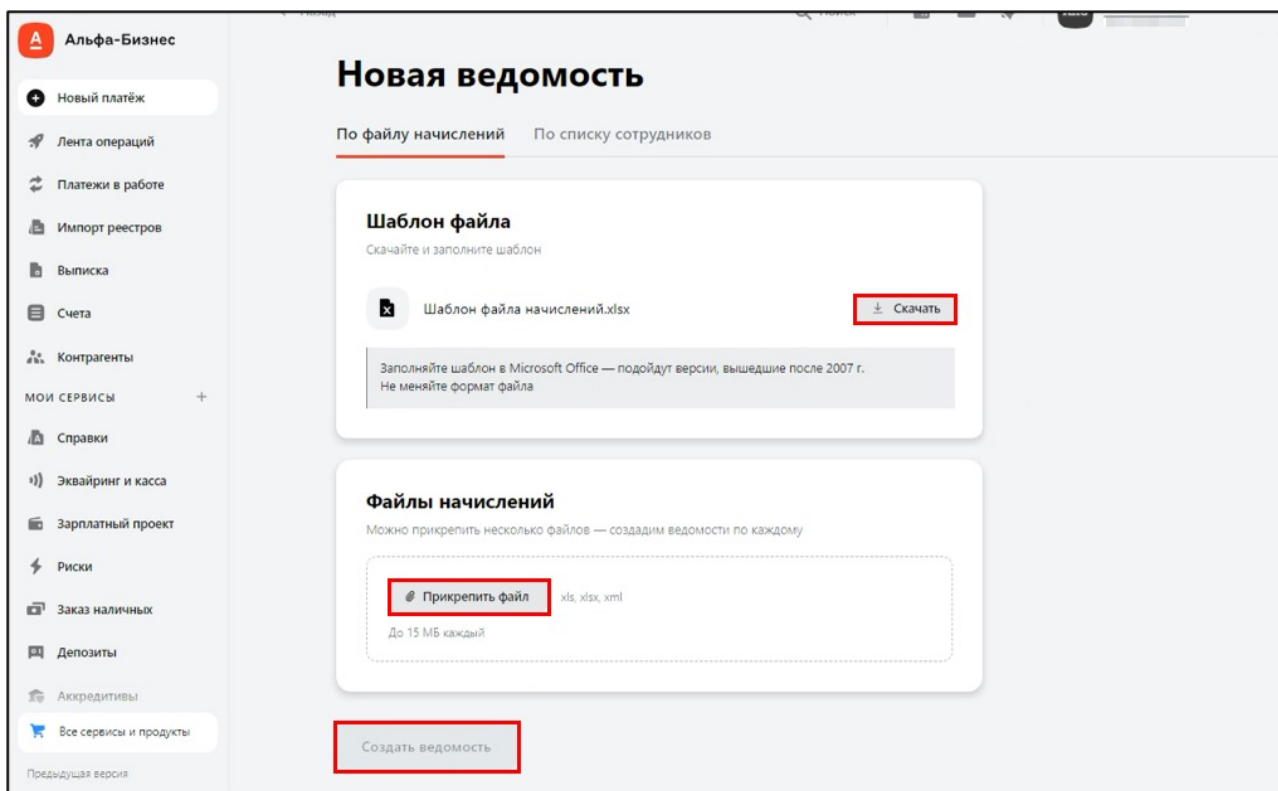 Назад
Поиск
Альфа-Бизнес
Новый платёж
Лента операций
Платежи в работе
Импорт реестров
Выписка
Счета
Контрагенты
МОИ СЕРВИСЫ
Справки
Эквайринг и касса
Зарплатный проект
Риски
Заказ наличных
Депозиты
Аккредитивы
Все сервисы и продукты
Предыдущая версия
Новая ведомость
По файлу начислений По списку сотрудников
Шаблон файла
Скачайте и заполните шаблон
Шаблон файла начислений.xlsx Скачать
Заполняйте шаблон в Microsoft Office — подойдут версии, вышедшие после 2007 г.
Не меняйте формат файла
Файлы начислений
Можно прикрепить несколько файлов — создадим ведомости по каждому
Прикрепить файл xls, xlsx, xml
До 15 МБ каждый
Создать ведомость